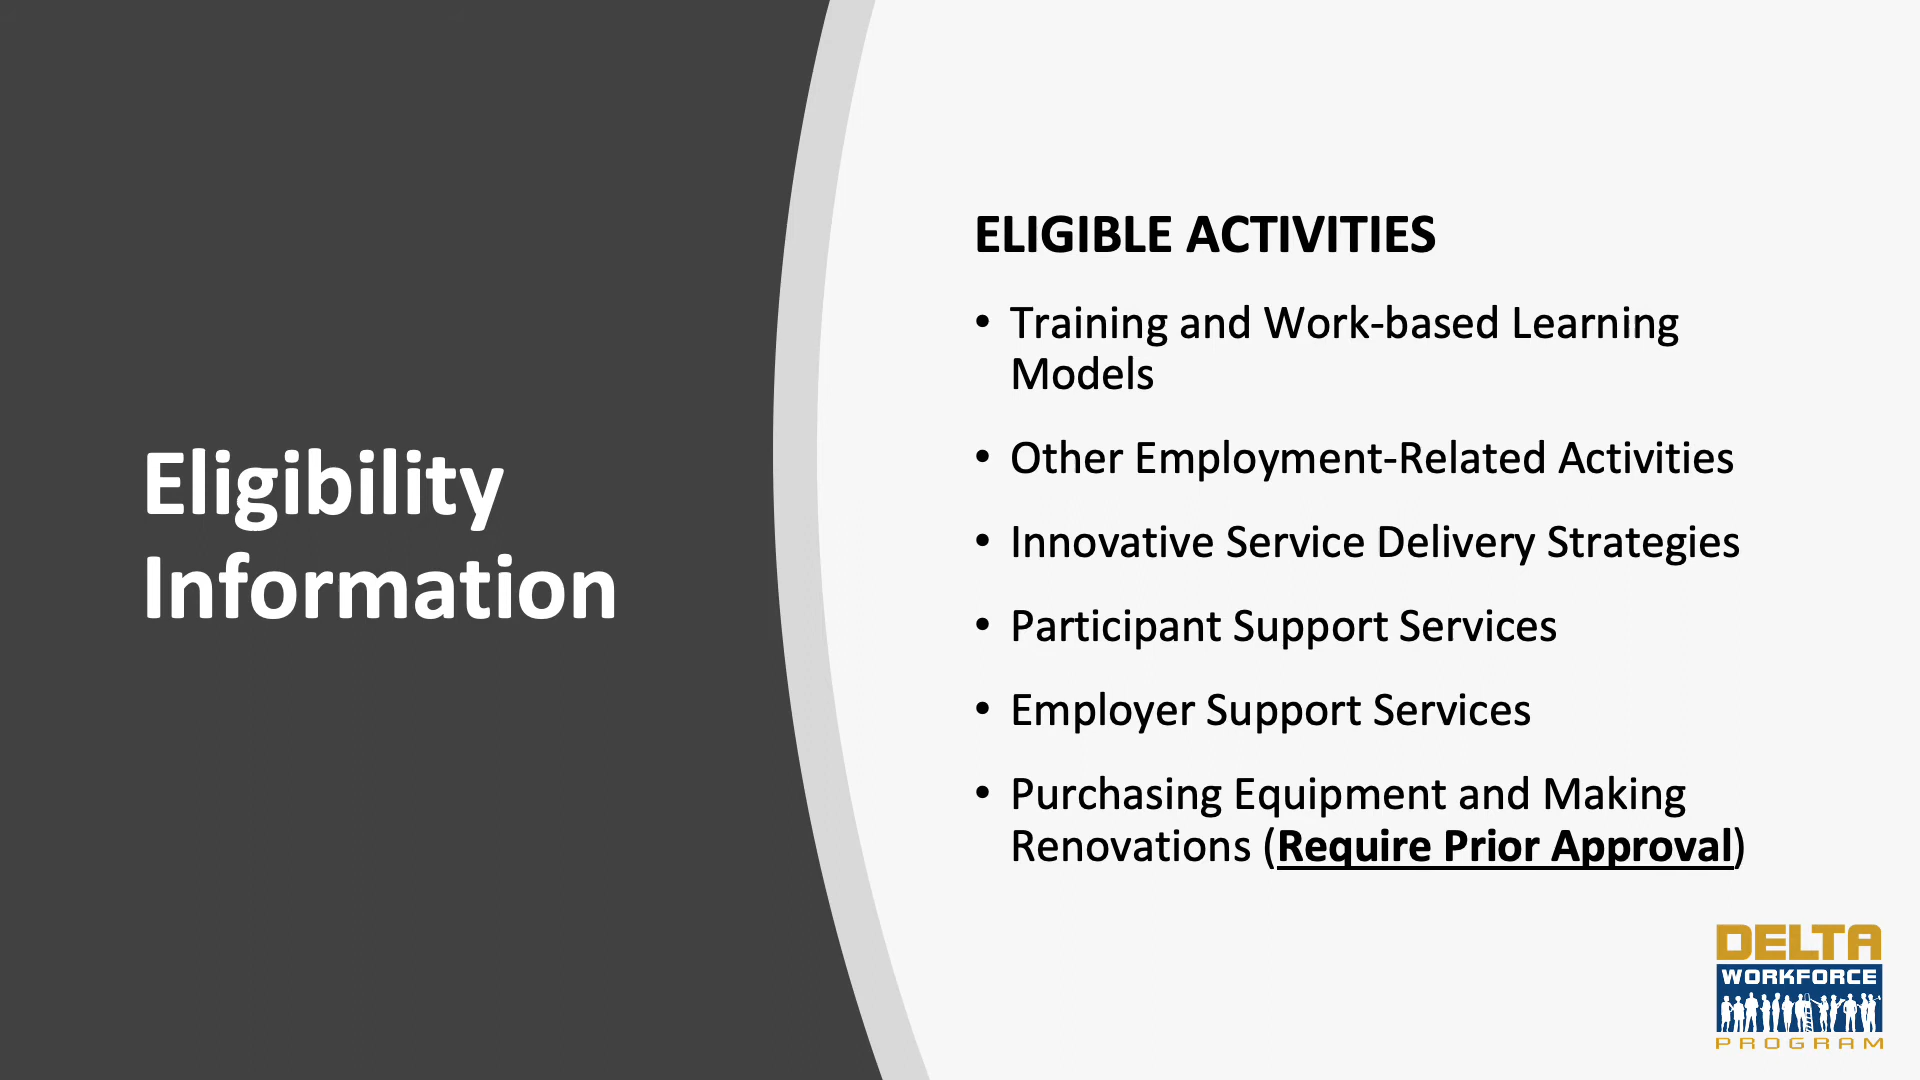 Eligibility
Information
ELIGIBLE ACTIVITIES
• Training and Work-based Learning
Models
• Other Employment-Related Activities
• Innovative Service Delivery Strategies
• Participant Support Services
• Employer Support Services
• Purchasing Equipment and Making
Renovations (Require Prior Approval)
DELTA
WORKFORCE
PROGRAM